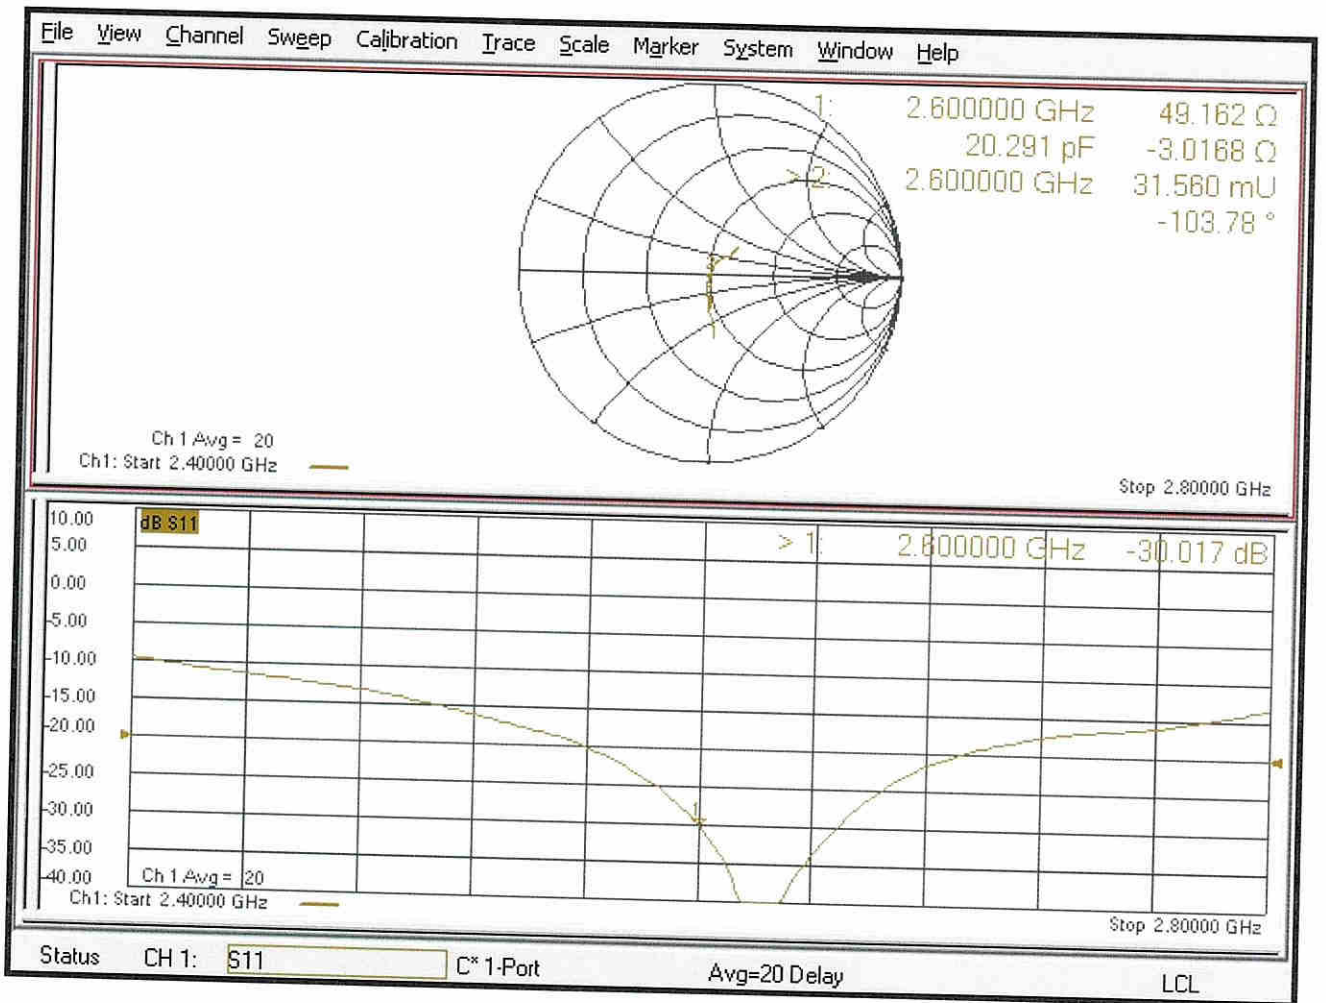 File View Channel Sweep Calibration Trace Scale Marker System Window Help
1: 2.600000 GHz 49.162 Ω
20.291 pF -3.0168 Ω
> 2: 2.600000 GHz 31.560 mU
-103.78 °
Ch 1 Avg = 20
Ch1: Start 2.40000 GHz
Stop 2.80000 GHz
10.00
dB S11
> 1: 2.600000 GHz -30.017 dB
5.00
0.00
-5.00
-10.00
-15.00
-20.00
-25.00
-30.00
1
-35.00
-40.00
Ch 1 Avg = 20
Ch1: Start 2.40000 GHz
Stop 2.80000 GHz
Status CH 1: S11 C* 1-Port Avg=20 Delay LCL